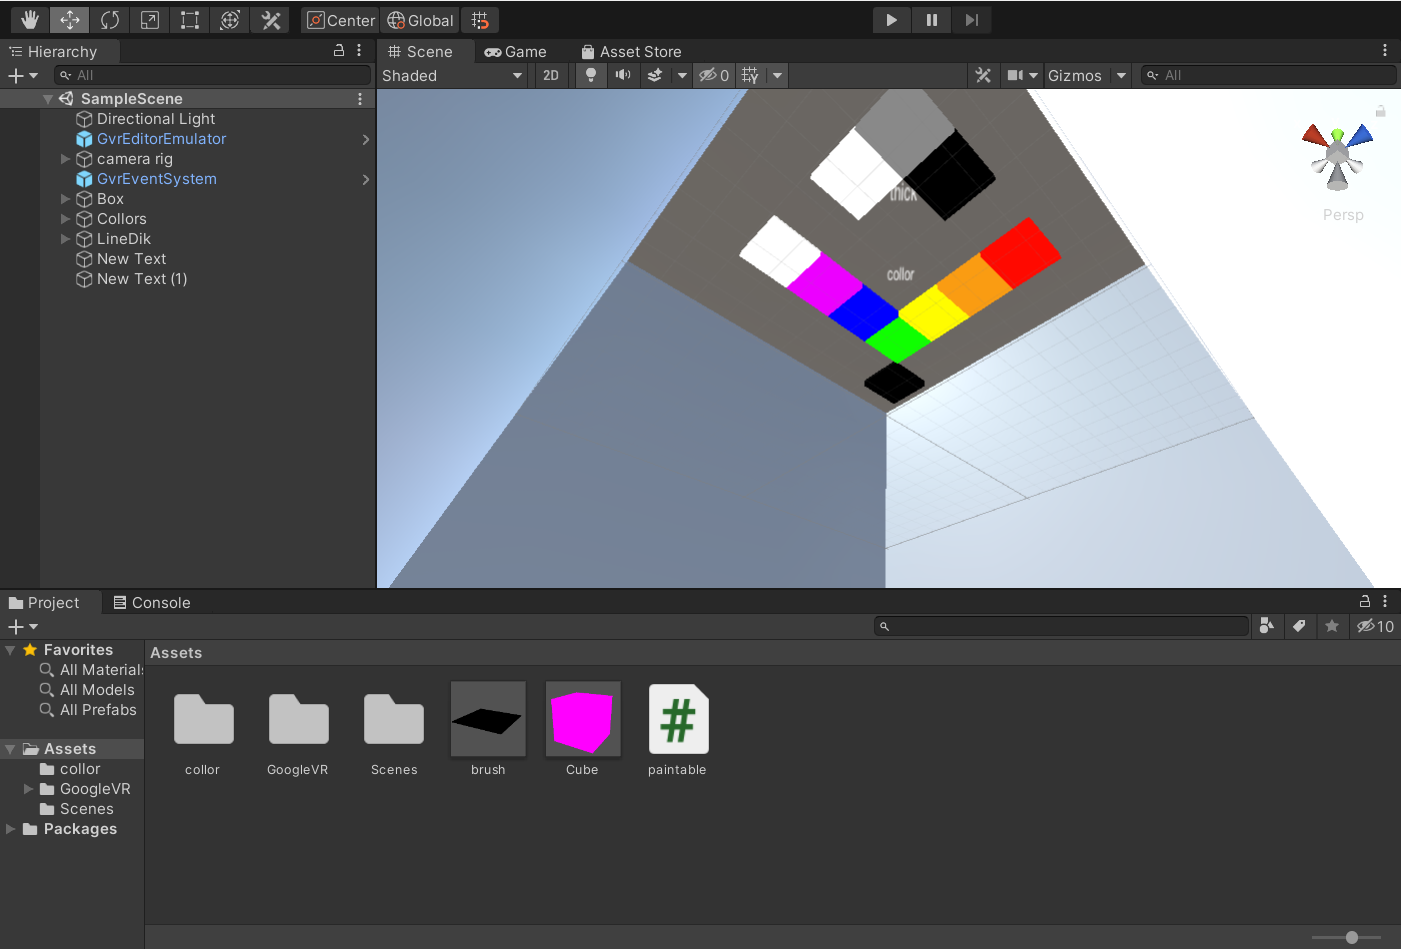 Center
Global
Hierarchy
All
SampleScene
Directional Light
GvrEditorEmulator
camera rig
GvrEventSystem
Box
Collors
LineDik
New Text
New Text (1)
Scene
Game
Asset Store
Shaded
2D
0
Gizmos
All
thick
collor
Persp
Project
Console
10
Favorites
All Materials
All Models
All Prefabs
Assets
collor
GoogleVR
Scenes
Packages
Assets
collor
GoogleVR
Scenes
brush
Cube
paintable